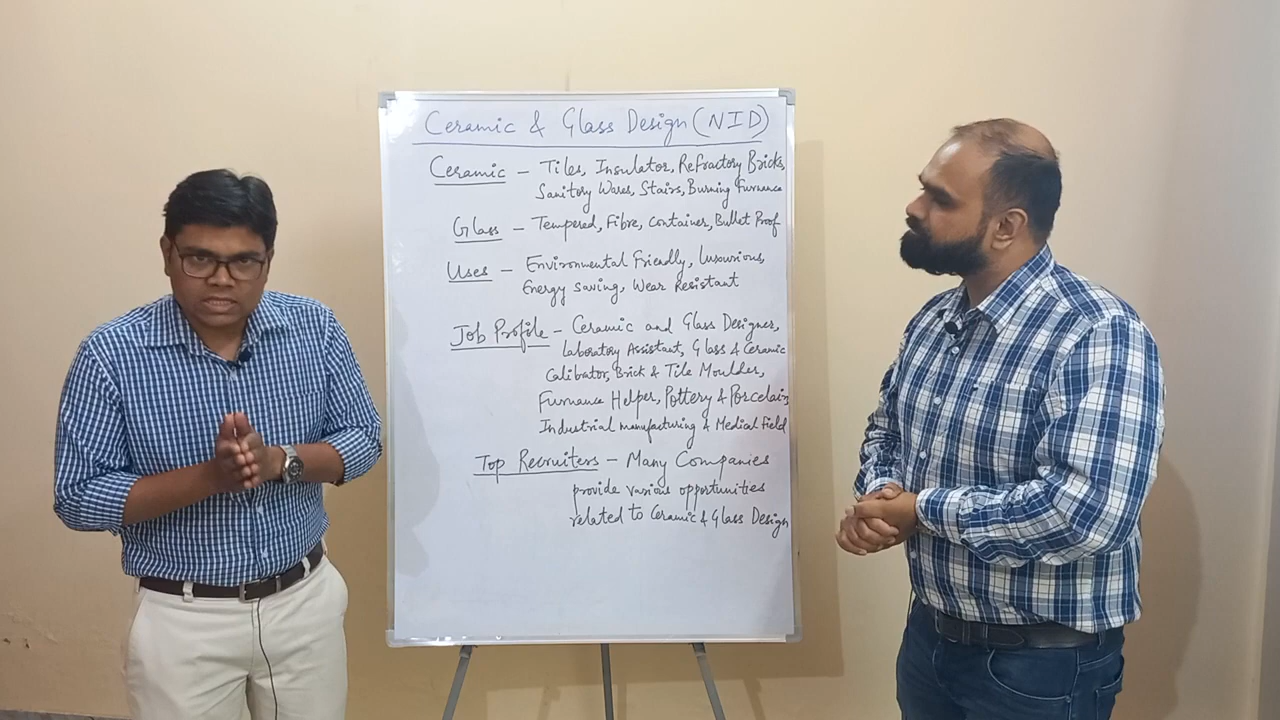 Ceramic & Glass Design (NID)
Ceramic – Tiles, Insulator, Refractory Bricks,
Sanitory Wares, Stairs, Burning Furnance
Glass – Tempered, Fibre, Container, Bullet Proof
Uses – Environmental Friendly, Luxurious,
Energy saving, Wear Resistant
Job Profile – Ceramic and Glass Designer,
Laboratory Assistant, Glass & Ceramic
Calibrator, Brick & Tile Moulder,
Furnance Helper, Pottery & Porcelain
Industrial manufacturing & Medical field
Top Recruiters – Many Companies
provide various opportunities
related to Ceramic & Glass Design